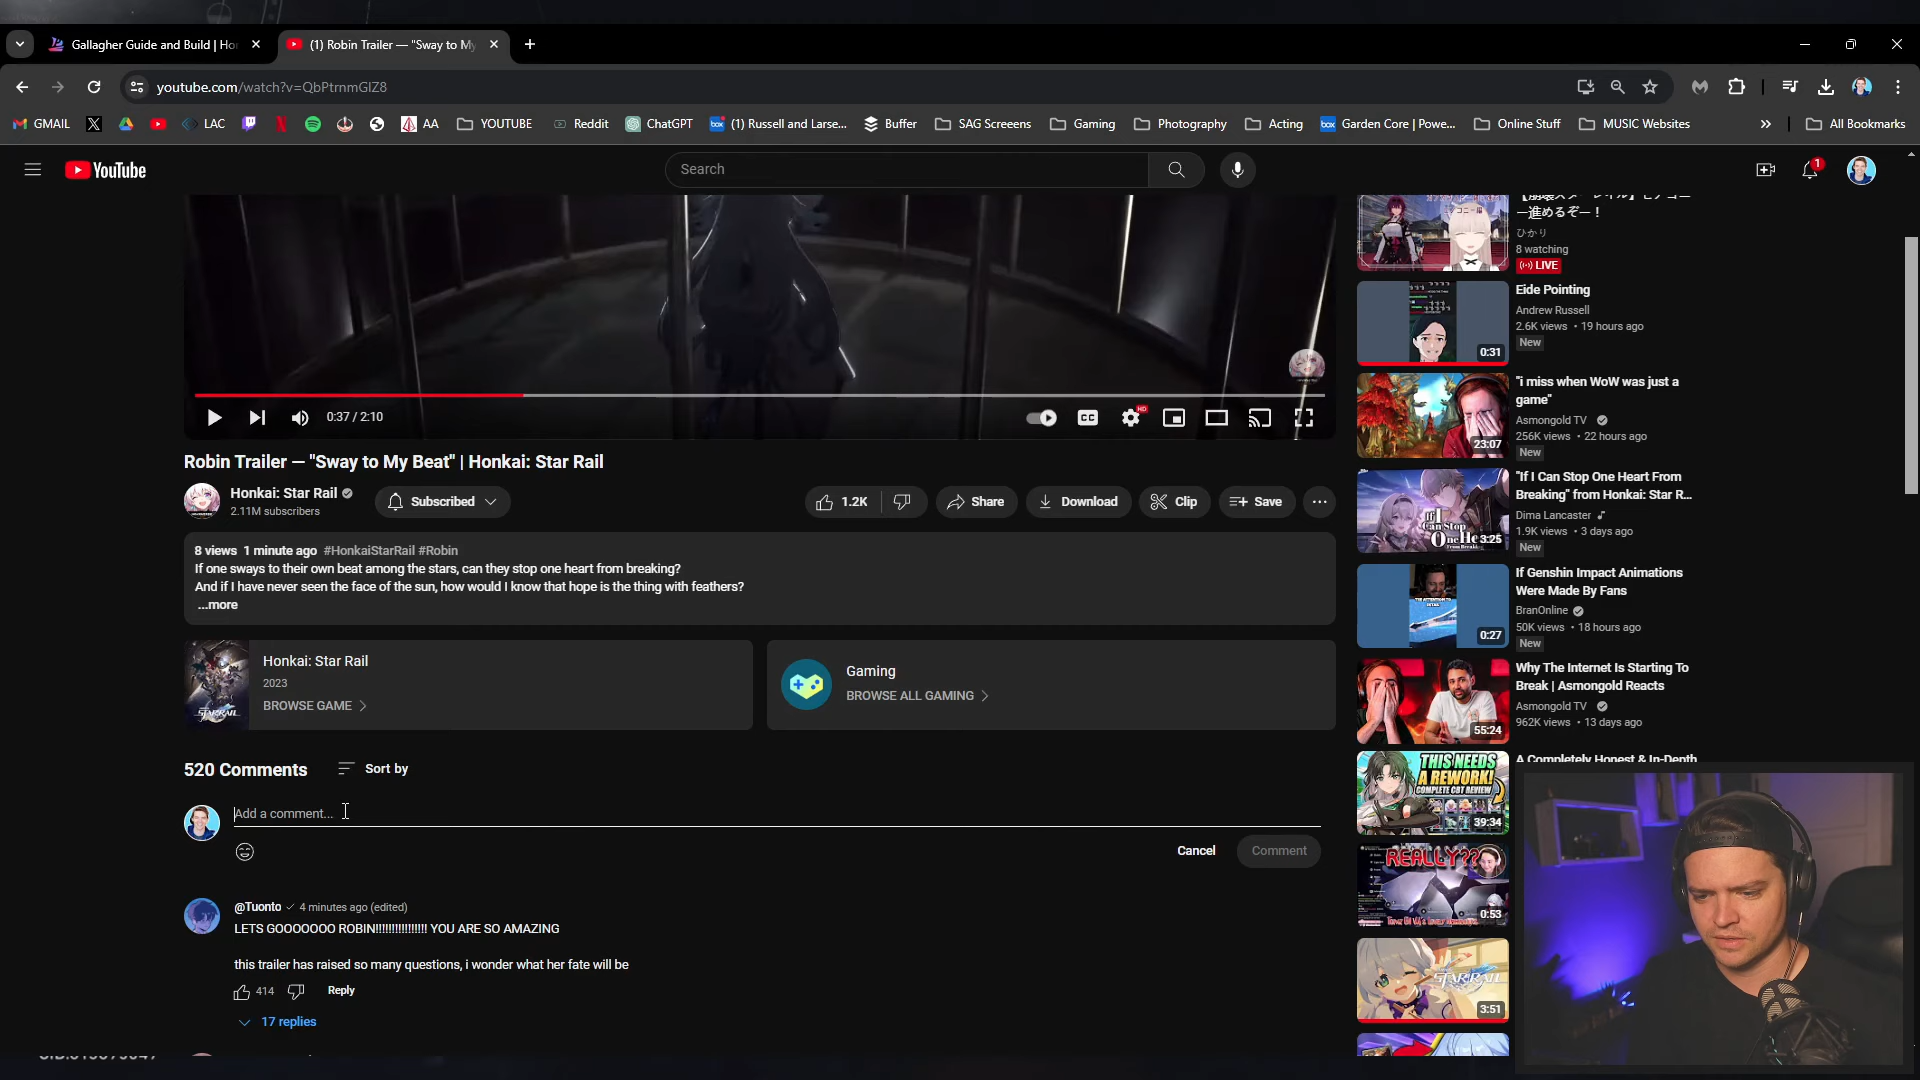 Gallagher Guide and Build | Ho
(1) Robin Trailer — "Sway to My
youtube.com/watch?v=QbPtrnmGlZ8
GMAIL
LAC
AA
YOUTUBE
Reddit
ChatGPT
(1) Russell and Larse...
Buffer
SAG Screeens
Gaming
Photography
Acting
Garden Core | Powe...
Online Stuff
MUSIC Websites
All Bookmarks
YouTube
Search
1
0:37 / 2:10
CC
HD
Robin Trailer — "Sway to My Beat" | Honkai: Star Rail
Honkai: Star Rail
2.11M subscribers
Subscribed
1.2K
Share
Download
Clip
Save
8 views 1 minute ago #HonkaiStarRail #Robin
If one sways to their own beat among the stars, can they stop one heart from breaking?
And if I have never seen the face of the sun, how would I know that hope is the thing with feathers?
...more
Honkai: Star Rail
2023
BROWSE GAME
Gaming
BROWSE ALL GAMING
520 Comments
Sort by
Add a comment...
Cancel
Comment
@Tuonto 4 minutes ago (edited)
LETS GOOOOOOO ROBIN!!!!!!!!!!!!!!!! YOU ARE SO AMAZING
this trailer has raised so many questions, i wonder what her fate will be
414
Reply
17 replies
ー進めるぞー！
ひかり
8 watching
LIVE
Eide Pointing
Andrew Russell
2.6K views • 19 hours ago
New
0:31
"i miss when WoW was just a
game"
Asmongold TV
256K views • 22 hours ago
New
23:07
"If I Can Stop One Heart From
Breaking" from Honkai: Star R...
Dima Lancaster
1.9K views • 3 days ago
New
3:25
If Genshin Impact Animations
Were Made By Fans
BranOnline
50K views • 18 hours ago
New
0:27
Why The Internet Is Starting To
Break | Asmongold Reacts
Asmongold TV
962K views • 13 days ago
55:24
A Completely Honest & In-Depth
THIS NEEDS
A REWORK!
COMPLETE CBT REVIEW
39:34
REALLY??
0:53
STAR RAIL
3:51